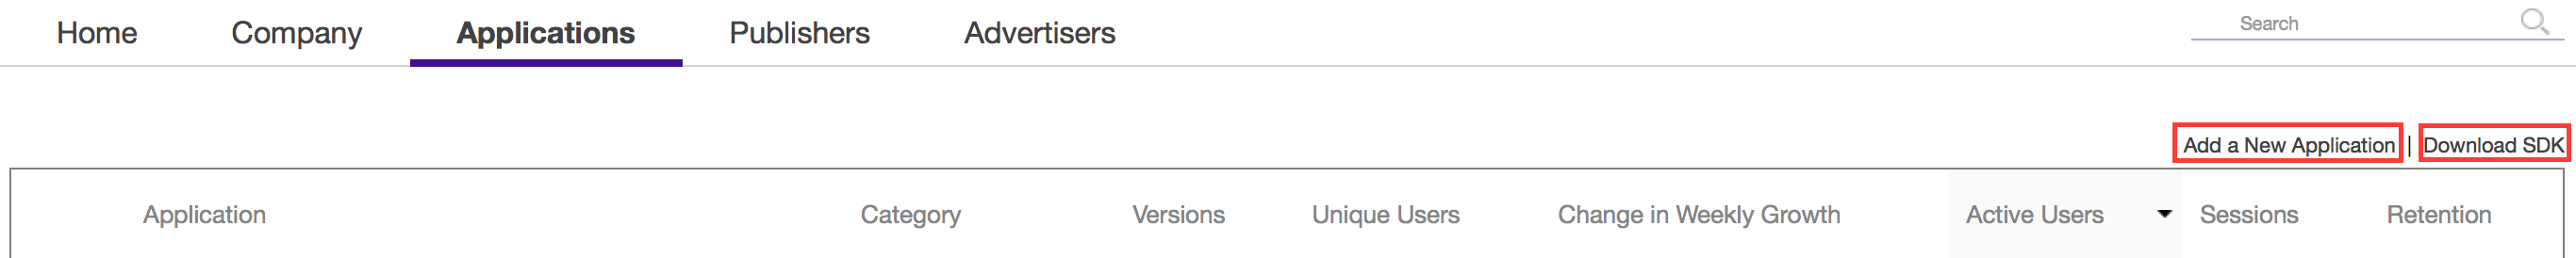 Home Company Applications Publishers Advertisers Search
Add a New Application | Download SDK
Application Category Versions Unique Users Change in Weekly Growth Active Users Sessions Retention